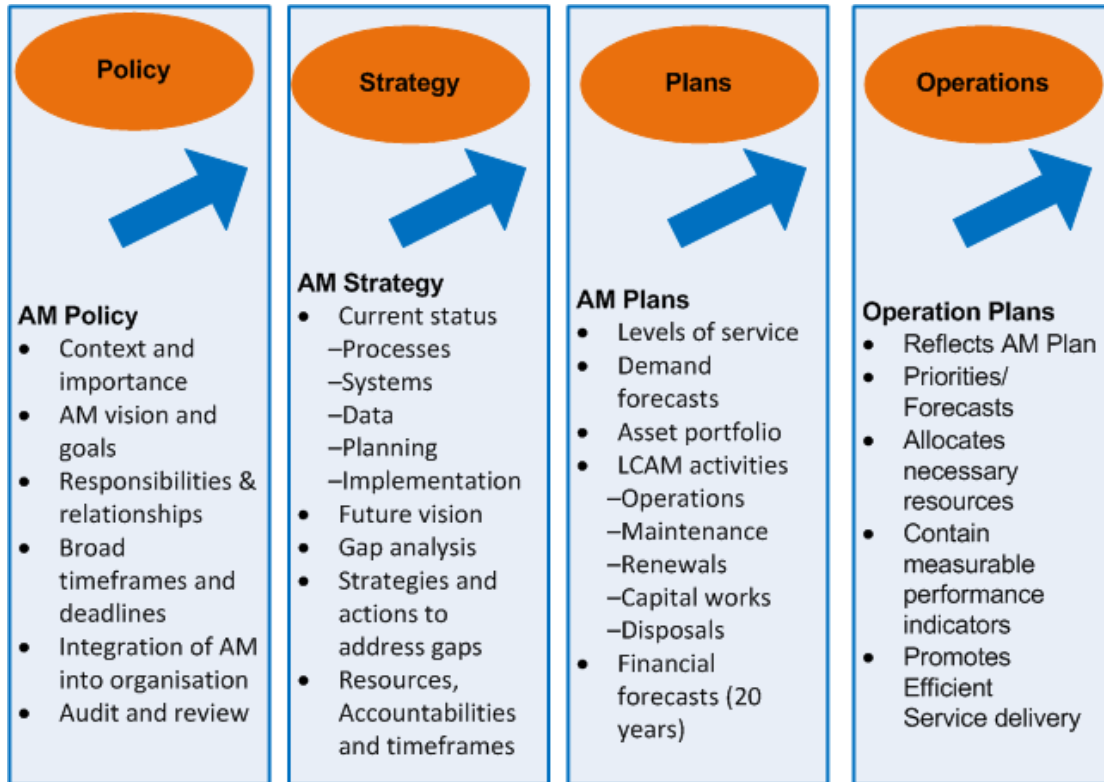 Policy
AM Policy
• Context and
importance
• AM vision and
goals
• Responsibilities &
relationships
• Broad
timeframes and
deadlines
• Integration of AM
into organisation
• Audit and review
Strategy
AM Strategy
• Current status
–Processes
–Systems
–Data
–Planning
–Implementation
• Future vision
• Gap analysis
• Strategies and
actions to
address gaps
• Resources,
Accountabilities
and timeframes
Plans
AM Plans
• Levels of service
• Demand
forecasts
• Asset portfolio
• LCAM activities
–Operations
–Maintenance
–Renewals
–Capital works
–Disposals
• Financial
forecasts (20
years)
Operations
Operation Plans
• Reflects AM Plan
• Priorities/
Forecasts
• Allocates
necessary
resources
• Contain
measurable
performance
indicators
• Promotes
Efficient
Service delivery